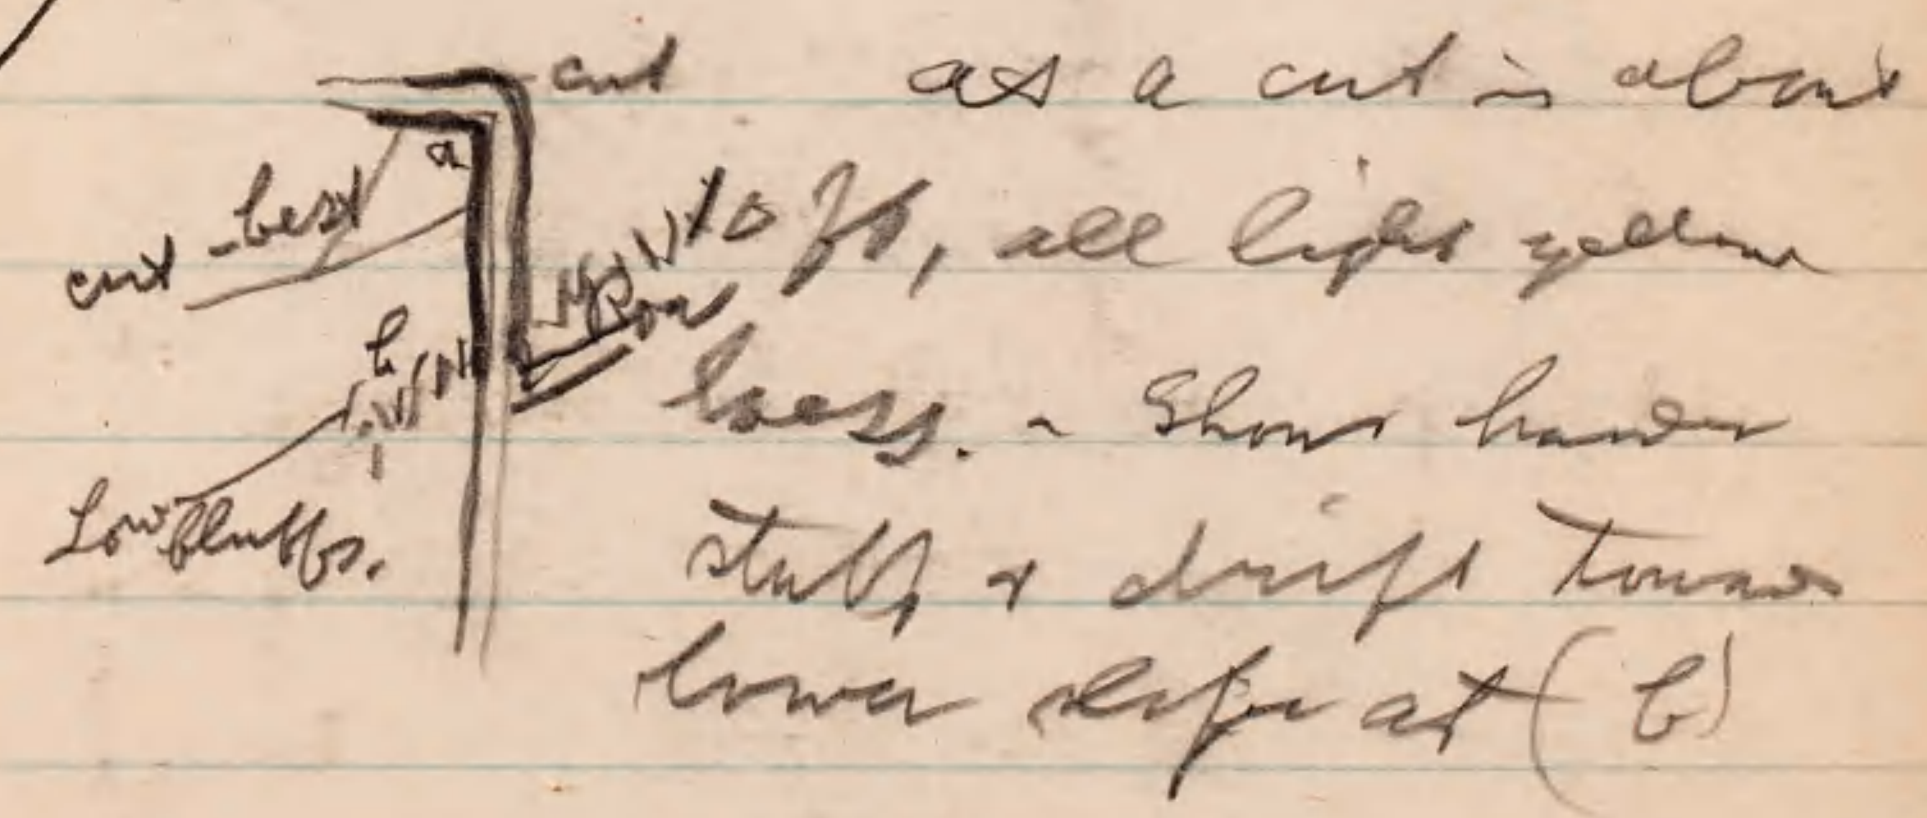 cut
as a cut is about
a
cut - best
10 ft, all light yellow
b
loess. - Shows harder
Low bluffs.
stuff & drift toward
lower slope at (b)